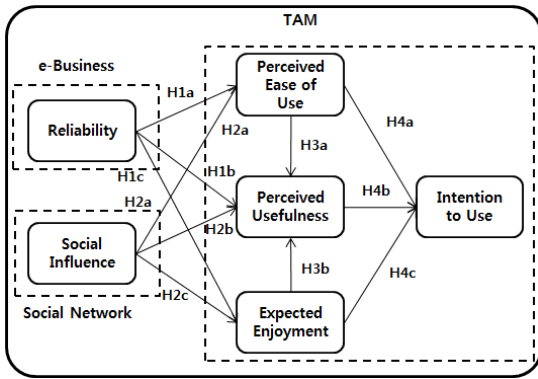 TAM
e-Business
H1a
Perceived
Ease of
Use
Reliability
H2a
H4a
H3a
H1b
H1c
H2a
Perceived
Usefulness
H4b
Intention
to Use
H2b
Social
Influence
H3b
H2c
H4c
Social Network
Expected
Enjoyment